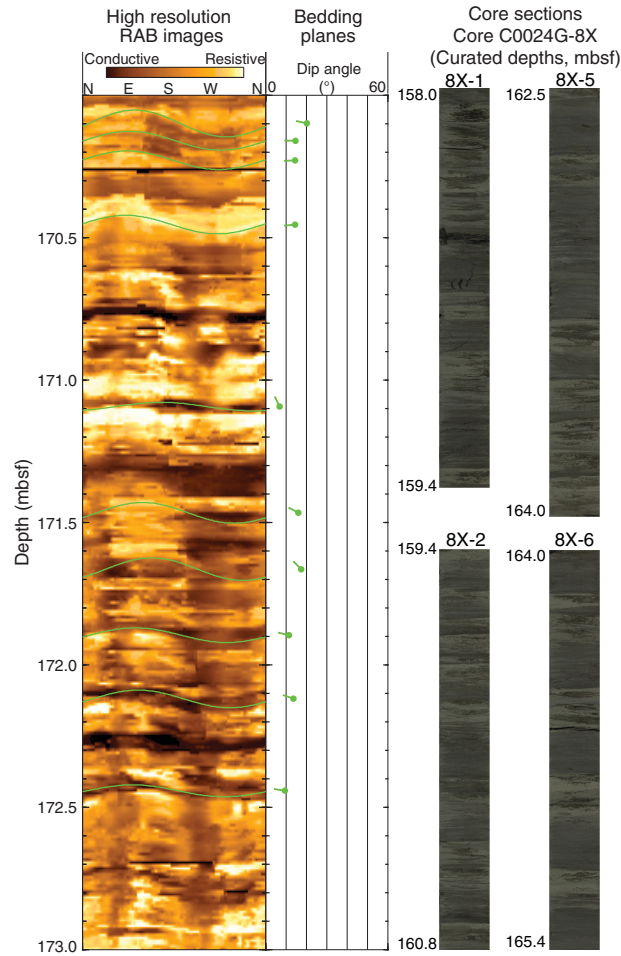 High resolution
RAB images
Conductive Resistive
N E S W N
Bedding
planes
Dip angle
0 (°) 60
Core sections
Core C0024G-8X
(Curated depths, mbsf)
8X-1 8X-5
158.0 162.5
170.5
171.0
171.5
172.0
172.5
173.0
Depth (mbsf)
159.4
164.0
8X-2 8X-6
159.4 164.0
160.8 165.4